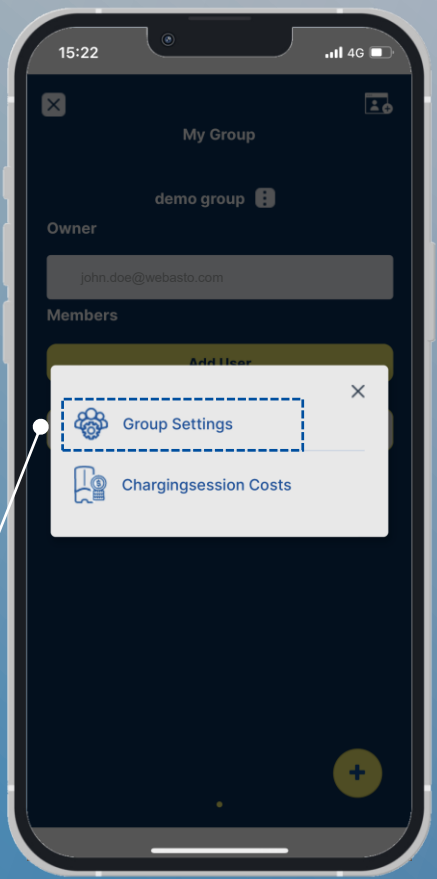 15:22
4G
My Group
demo group
Owner
john.doe@webasto.com
Members
Add User
Group Settings
Chargingsession Costs